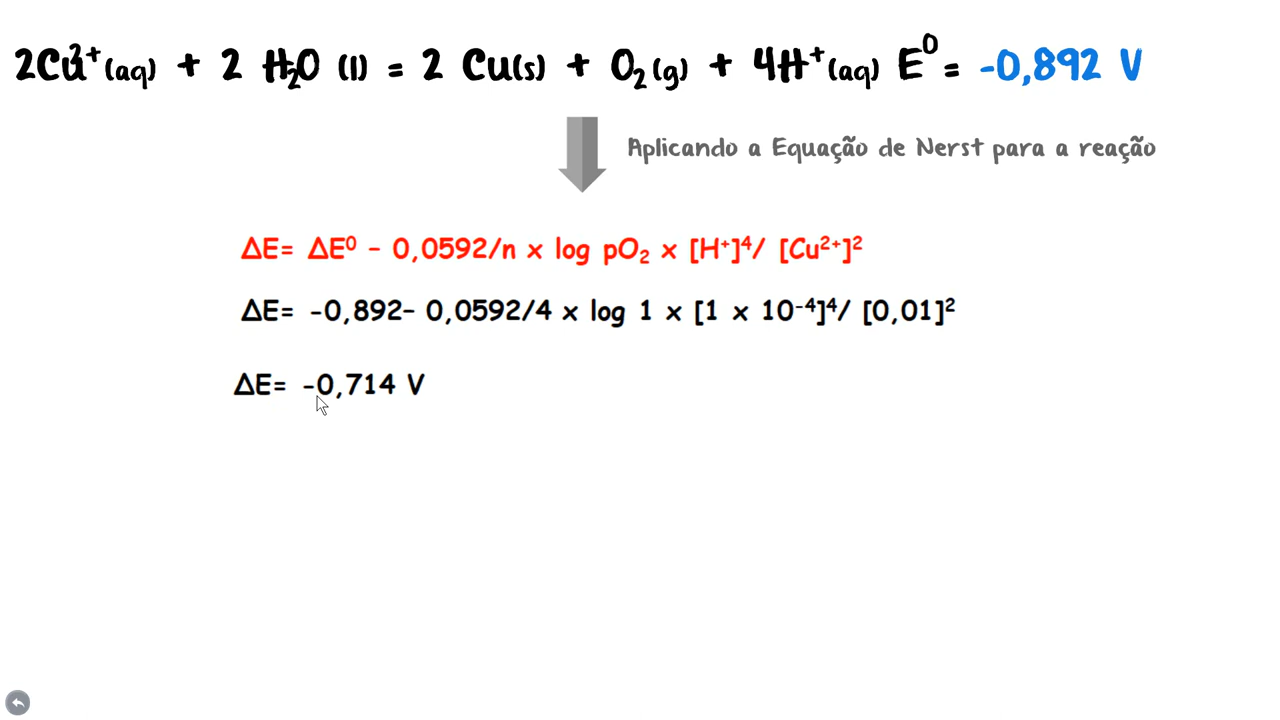 2Cu²⁺(aq) + 2 H₂O (l) = 2 Cu(s) + O₂(g) + 4H⁺(aq) E⁰= -0,892 V
Aplicando a Equação de Nerst para a reação
ΔE= ΔE⁰ - 0,0592/n x log pO₂ x [H⁺]⁴/ [Cu²⁺]²
ΔE= -0,892- 0,0592/4 x log 1 x [1 x 10⁻⁴]⁴/ [0,01]²
ΔE= -0,714 V